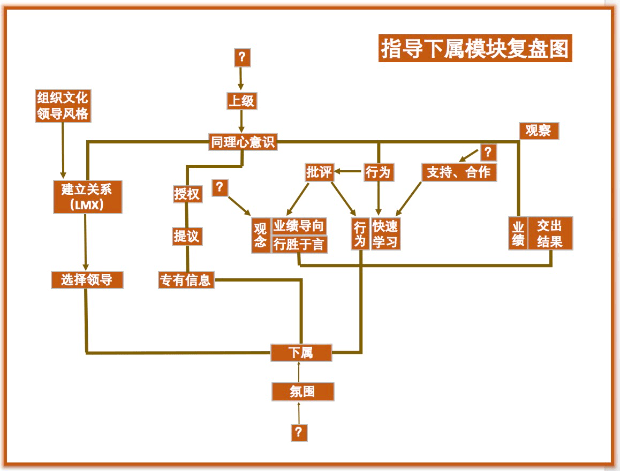 指导下属模块复盘图
?
组织文化
领导风格
上级
观察
同理心意识
?
批评
行为
支持、合作
建立关系
(LMX)
授权
?
观
念
业绩导向
行胜于言
行
为
快速
学习
业
绩
交出
结果
提议
选择领导
专有信息
下属
氛围
?